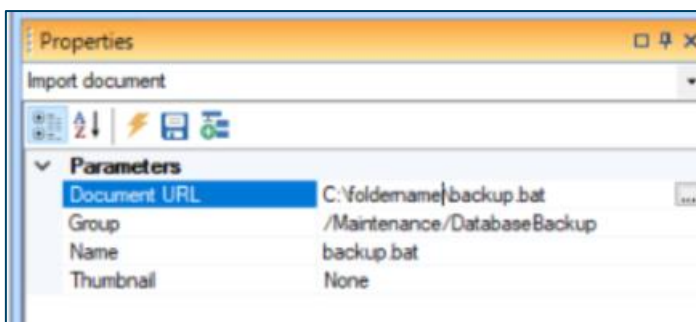 Properties
Import document
Parameters
Document URL C:\foldername\backup.bat ...
Group /Maintenance/DatabaseBackup
Name backup.bat
Thumbnail None